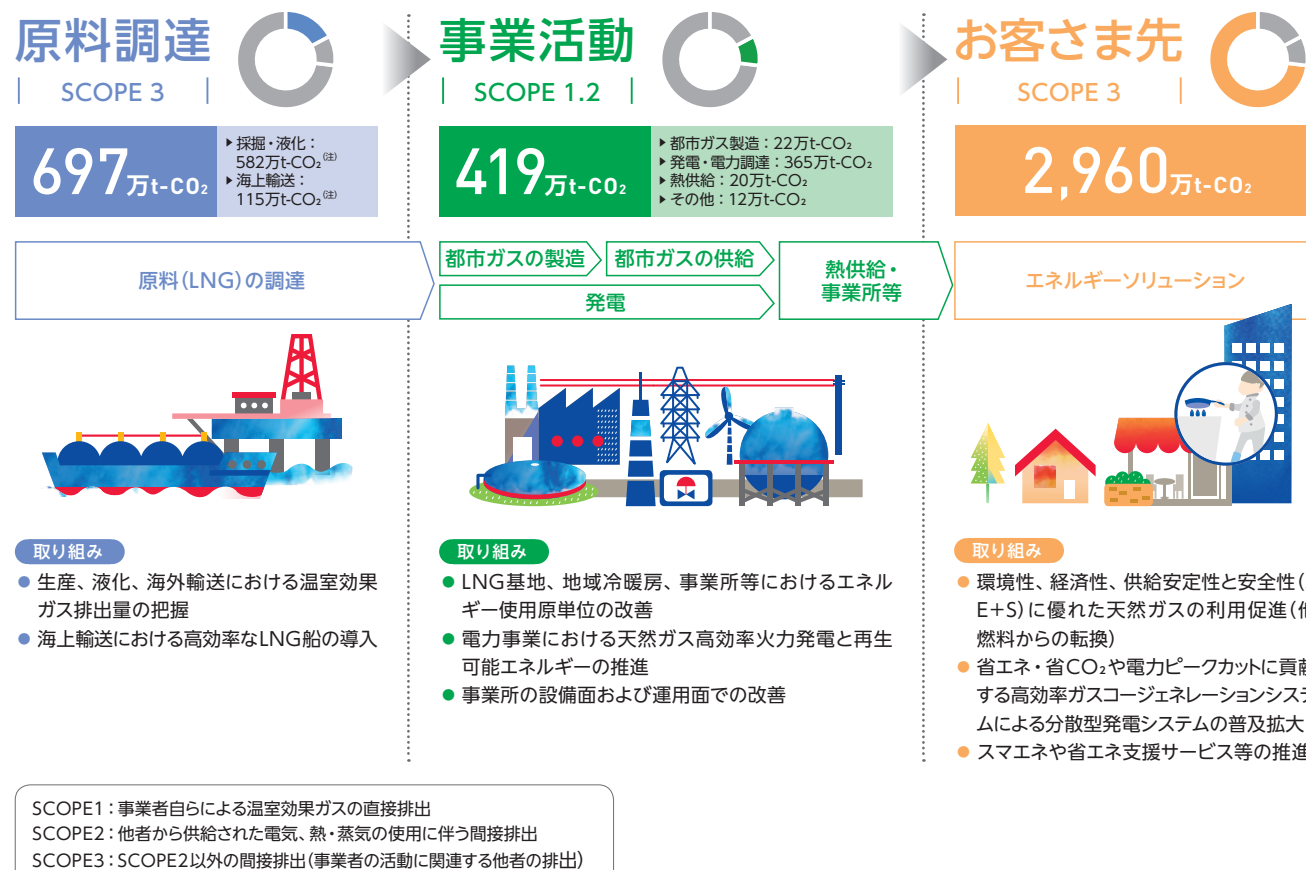 原料調達
SCOPE 3
697万t-CO₂
▶採掘・液化：
582万t-CO₂(注)
▶海上輸送：
115万t-CO₂(注)
原料(LNG)の調達
取り組み
● 生産、液化、海外輸送における温室効果
ガス排出量の把握
● 海上輸送における高効率なLNG船の導入
事業活動
SCOPE 1.2
419万t-CO₂
▶都市ガス製造：22万t-CO₂
▶発電・電力調達：365万t-CO₂
▶熱供給：20万t-CO₂
▶その他：12万t-CO₂
都市ガスの製造
都市ガスの供給
発電
熱供給・
事業所等
取り組み
● LNG基地、地域冷暖房、事業所等におけるエネル
ギー使用原単位の改善
● 電力事業における天然ガス高効率火力発電と再生
可能エネルギーの推進
● 事業所の設備面および運用面での改善
お客さま先
SCOPE 3
2,960万t-CO₂
エネルギーソリューション
取り組み
● 環境性、経済性、供給安定性と安全性(
E+S)に優れた天然ガスの利用促進(
燃料からの転換)
● 省エネ・省CO₂や電力ピークカットに貢献
する高効率ガスコージェネレーションシステ
ムによる分散型発電システムの普及拡大
● スマエネや省エネ支援サービス等の推進
SCOPE1：事業者自らによる温室効果ガスの直接排出
SCOPE2：他者から供給された電気、熱・蒸気の使用に伴う間接排出
SCOPE3：SCOPE2以外の間接排出(事業者の活動に関連する他者の排出)